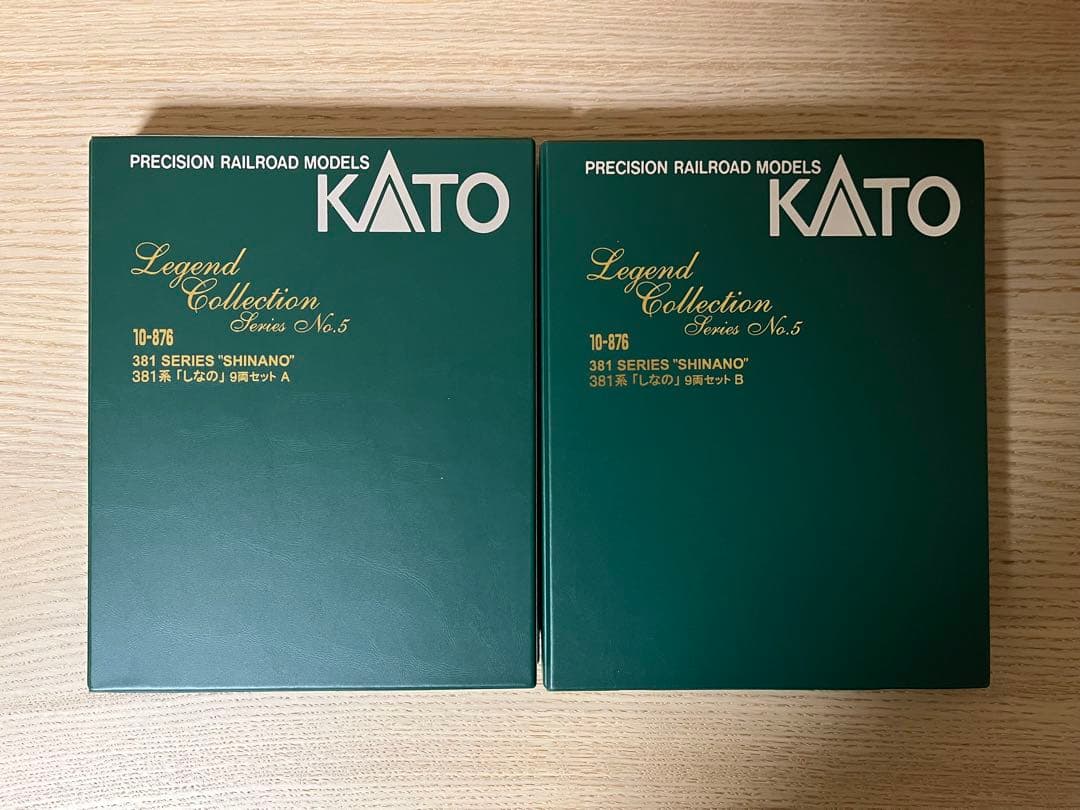 PRECISION RAILROAD MODELS
KATO
Legend
Collection
Series No.5
10-876
381 SERIES "SHINANO"
381系「しなの」9両セット A
PRECISION RAILROAD MODELS
KATO
Legend
Collection
Series No.5
10-876
381 SERIES "SHINANO"
381系「しなの」9両セット B